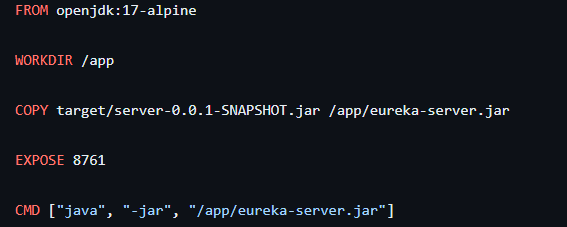 FROM openjdk:17-alpine
WORKDIR /app
COPY target/server-0.0.1-SNAPSHOT.jar /app/eureka-server.jar
EXPOSE 8761
CMD ["java", "-jar", "/app/eureka-server.jar"]